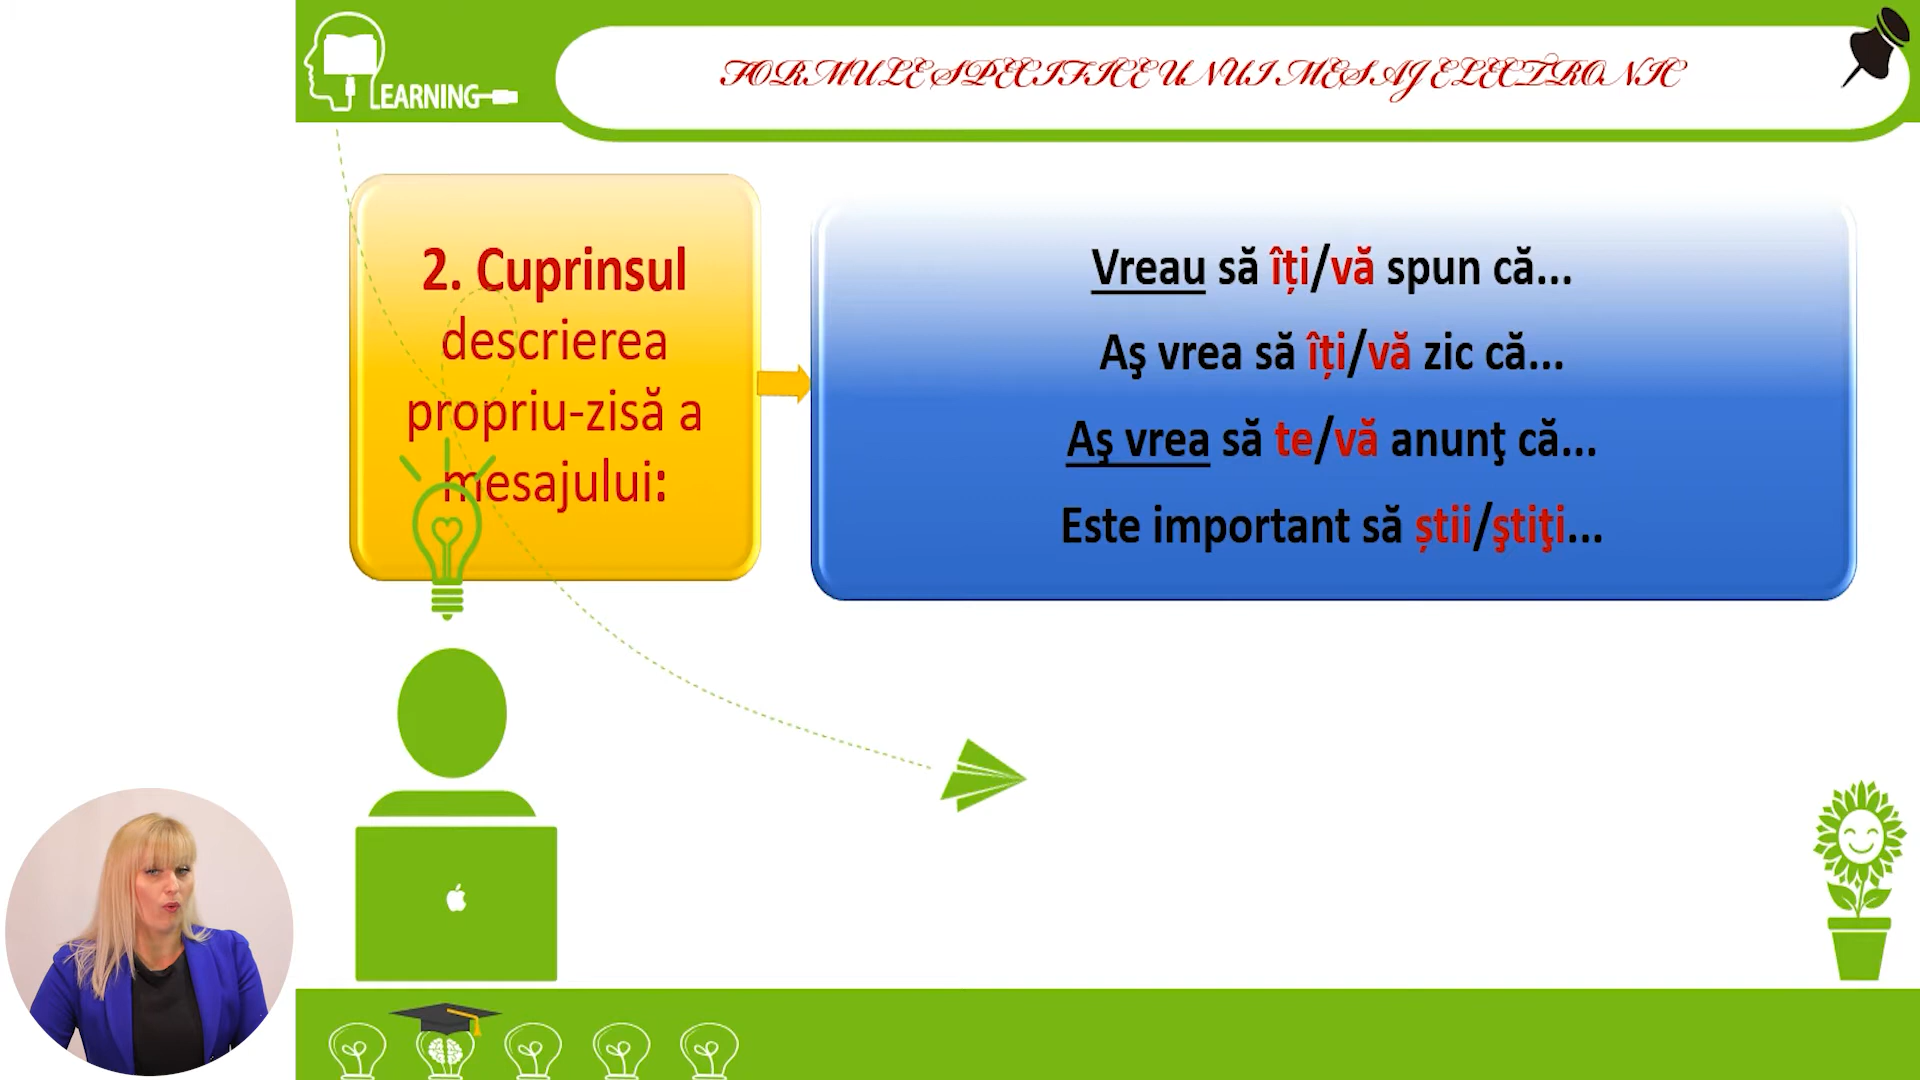 LEARNING
FORMULE SPECIFICE UNUI MESAJ ELECTRONIC
2. Cuprinsul
descrierea
propriu-zisă a
mesajului:
Vreau să îți/vă spun că...
Aş vrea să îți/vă zic că...
Aş vrea să te/vă anunţ că...
Este important să știi/ştiţi...